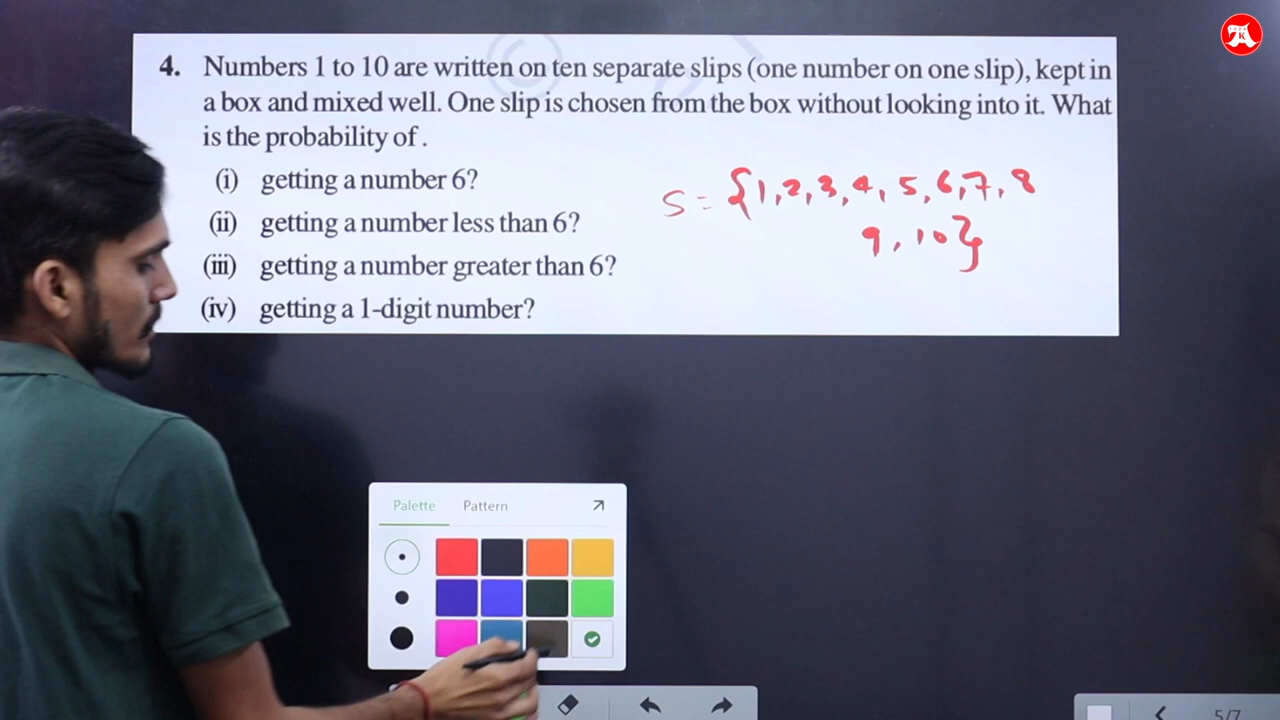 4. Numbers 1 to 10 are written on ten separate slips (one number on one slip), kept in
a box and mixed well. One slip is chosen from the box without looking into it. What
is the probability of .
(i) getting a number 6?
(ii) getting a number less than 6?
(iii) getting a number greater than 6?
(iv) getting a 1-digit number?
S = {1, 2, 3, 4, 5, 6, 7, 8
9, 10}
Palette Pattern
5/7